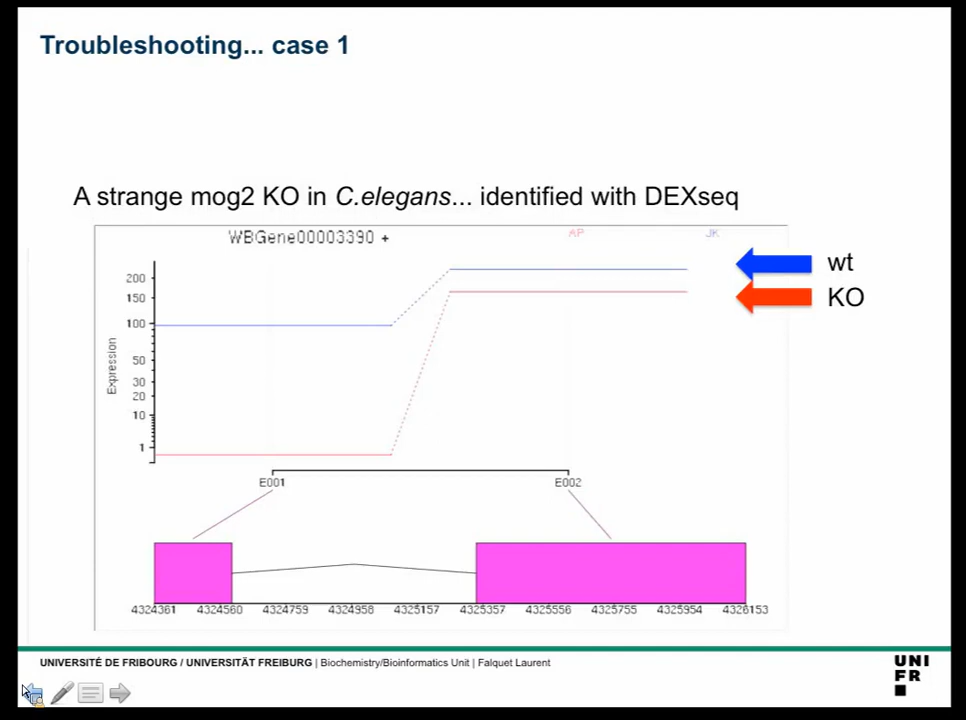 Troubleshooting... case 1
A strange mog2 KO in C.elegans... identified with DEXseq
WBGene00003390 +
AP
JK
wt
KO
200
150
100
50
30
20
10
1
Expression
E001
E002
4324361 4324560 4324759 4324958 4325157 4325357 4325556 4325755 4325954 4326153
UNIVERSITÉ DE FRIBOURG / UNIVERSITÄT FREIBURG | Biochemistry/Bioinformatics Unit | Falquet Laurent
UNI
FR